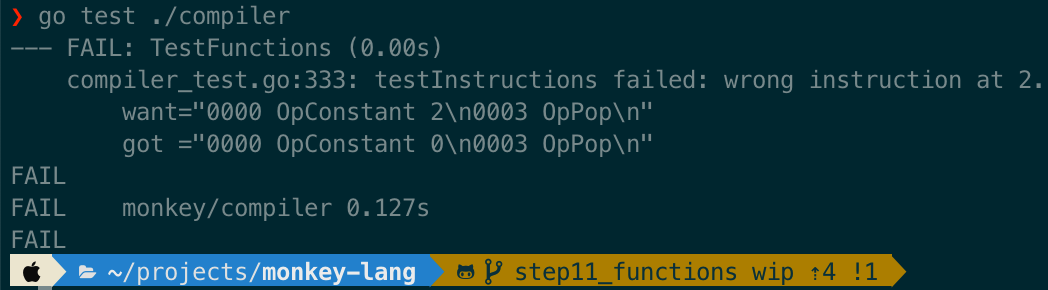 ❯ go test ./compiler
--- FAIL: TestFunctions (0.00s)
    compiler_test.go:333: testInstructions failed: wrong instruction at 2.
        want="0000 OpConstant 2\n0003 OpPop\n"
        got ="0000 OpConstant 0\n0003 OpPop\n"
FAIL
FAIL    monkey/compiler 0.127s
FAIL
~/projects/monkey-lang step11_functions wip ⇡4 !1